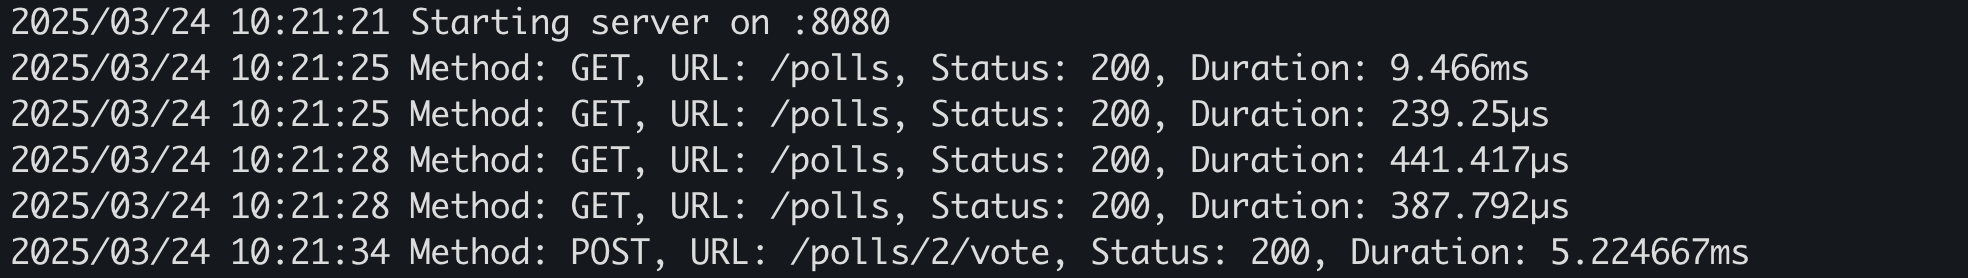 2025/03/24 10:21:21 Starting server on :8080
2025/03/24 10:21:25 Method: GET, URL: /polls, Status: 200, Duration: 9.466ms
2025/03/24 10:21:25 Method: GET, URL: /polls, Status: 200, Duration: 239.25µs
2025/03/24 10:21:28 Method: GET, URL: /polls, Status: 200, Duration: 441.417µs
2025/03/24 10:21:28 Method: GET, URL: /polls, Status: 200, Duration: 387.792µs
2025/03/24 10:21:34 Method: POST, URL: /polls/2/vote, Status: 200, Duration: 5.224667ms